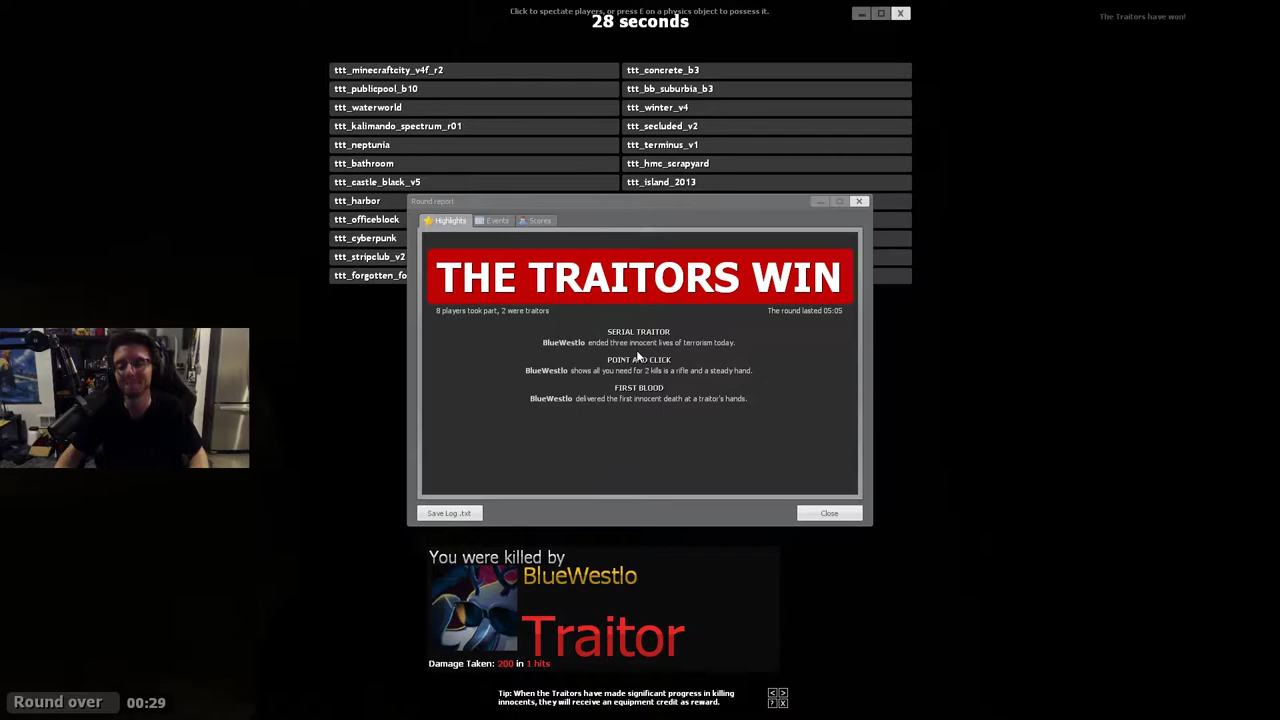 Click to spectate players, or press E on a physics object to possess it.
28 seconds
The Traitors have won!
ttt_minecraftcity_v4f_r2
ttt_concrete_b3
ttt_publicpool_b10
ttt_bb_suburbia_b3
ttt_waterworld
ttt_winter_v4
ttt_kalimando_spectrum_r01
ttt_secluded_v2
ttt_neptunia
ttt_terminus_v1
ttt_bathroom
ttt_hmc_scrapyard
ttt_castle_black_v5
ttt_island_2013
ttt_harbor
ttt_officeblock
ttt_cyberpunk
ttt_stripclub_v2
ttt_forgotten_fo
Round report
Highlights
Events
Scores
THE TRAITORS WIN
8 players took part, 2 were traitors
The round lasted 05:05
SERIAL TRAITOR
BlueWestlo ended three innocent lives of terrorism today.
POINT AND CLICK
BlueWestlo shows all you need for 2 kills is a rifle and a steady hand.
FIRST BLOOD
BlueWestlo delivered the first innocent death at a traitor's hands.
Save Log .txt
Close
You were killed by
BlueWestlo
Traitor
Damage Taken: 200 in 1 hits
Round over
00:29
Tip: When the Traitors have made significant progress in killing
innocents, they will receive an equipment credit as reward.
< >
? X